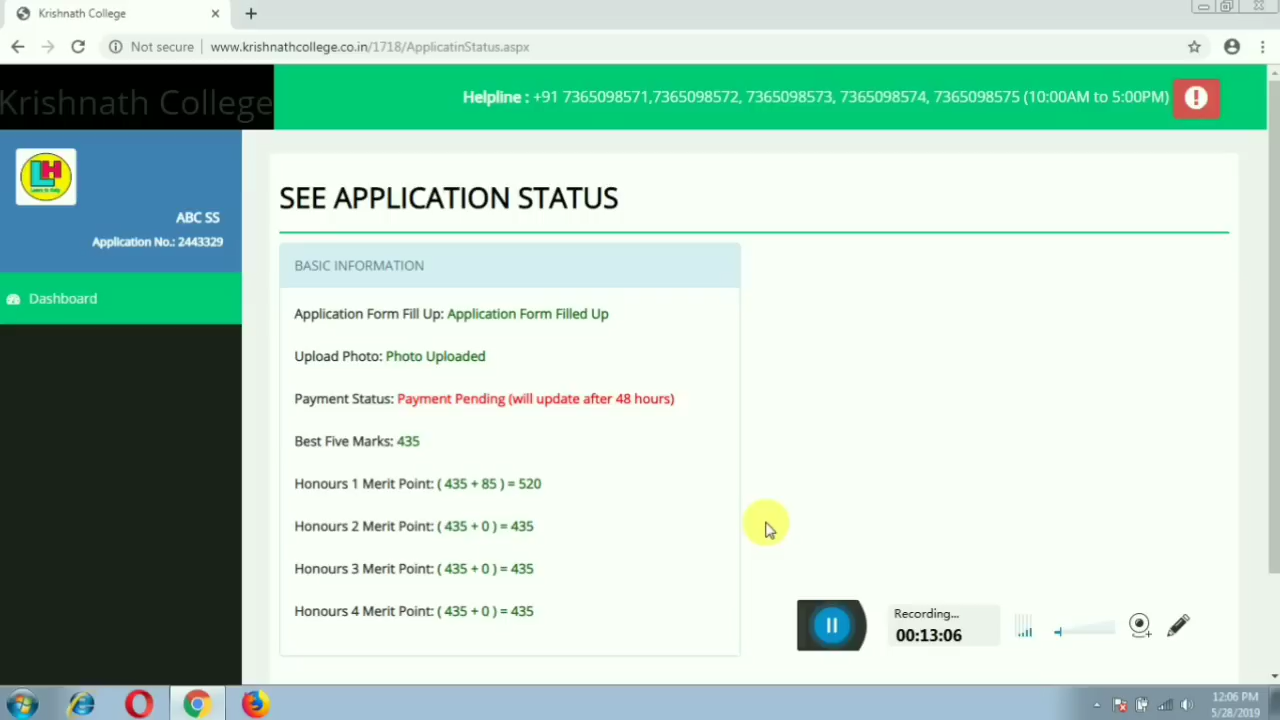 Krishnath College
Not secure
www.krishnathcollege.co.in/1718/ApplicatinStatus.aspx
Krishnath College
Helpline : +91 7365098571,7365098572, 7365098573, 7365098574, 7365098575 (10:00AM to 5:00PM)
LH
Learn to Help
ABC SS
Application No.: 2443329
Dashboard
SEE APPLICATION STATUS
BASIC INFORMATION
Application Form Fill Up: Application Form Filled Up
Upload Photo: Photo Uploaded
Payment Status: Payment Pending (will update after 48 hours)
Best Five Marks: 435
Honours 1 Merit Point: ( 435 + 85 ) = 520
Honours 2 Merit Point: ( 435 + 0 ) = 435
Honours 3 Merit Point: ( 435 + 0 ) = 435
Honours 4 Merit Point: ( 435 + 0 ) = 435
Recording...
00:13:06
12:06 PM
5/28/2019